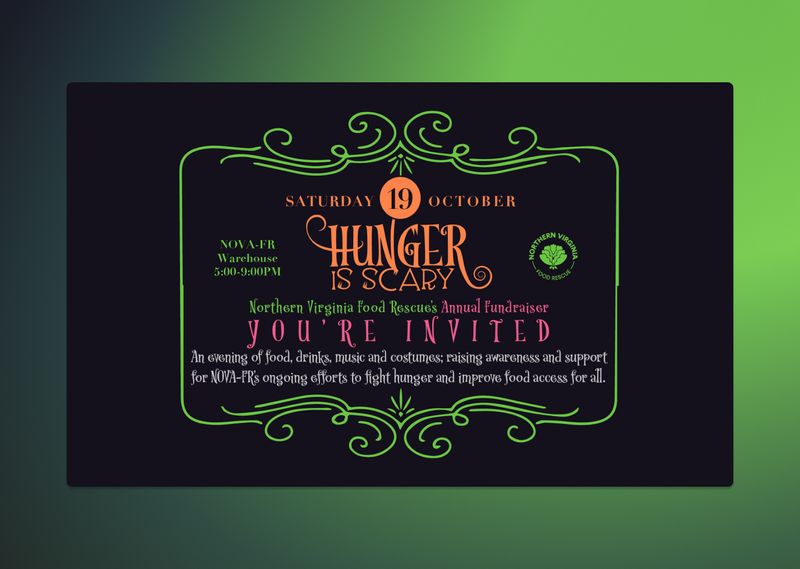 SATURDAY 19 OCTOBER
HUNGER
IS SCARY
NOVA-FR
Warehouse
5:00-9:00PM
NORTHERN VIRGINIA
FOOD RESCUE
Northern Virginia Food Rescue's Annual Fundraiser
YOU'RE INVITED
An evening of food, drinks, music and costumes; raising awareness and support
for NOVA-FR's ongoing efforts to fight hunger and improve food access for all.